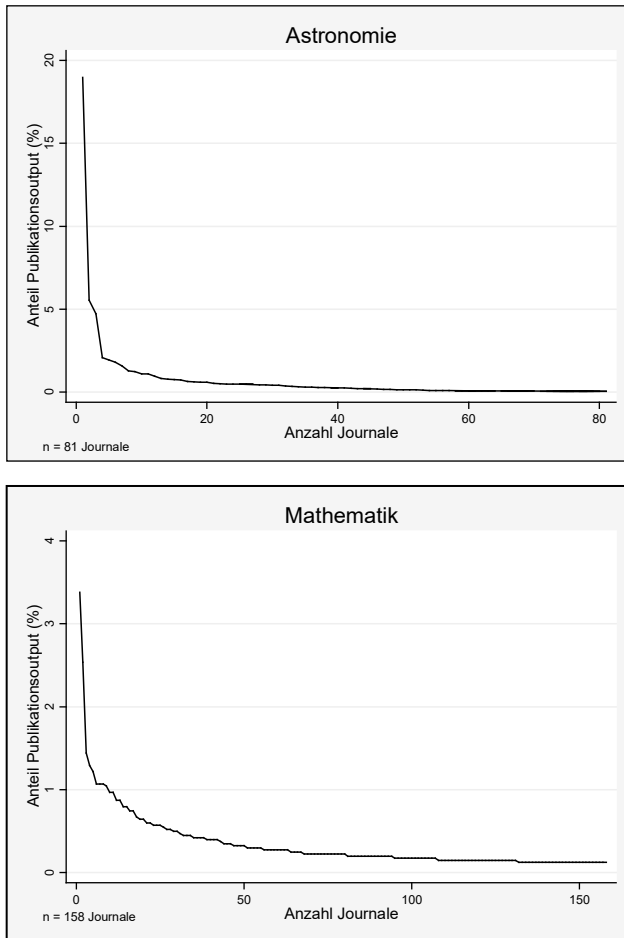 Astronomie
Anteil Publikationsoutput (%)
20
15
10
5
0
0 20 40 60 80
Anzahl Journale
n = 81 Journale
Mathematik
Anteil Publikationsoutput (%)
4
3
2
1
0
0 50 100 150
Anzahl Journale
n = 158 Journale